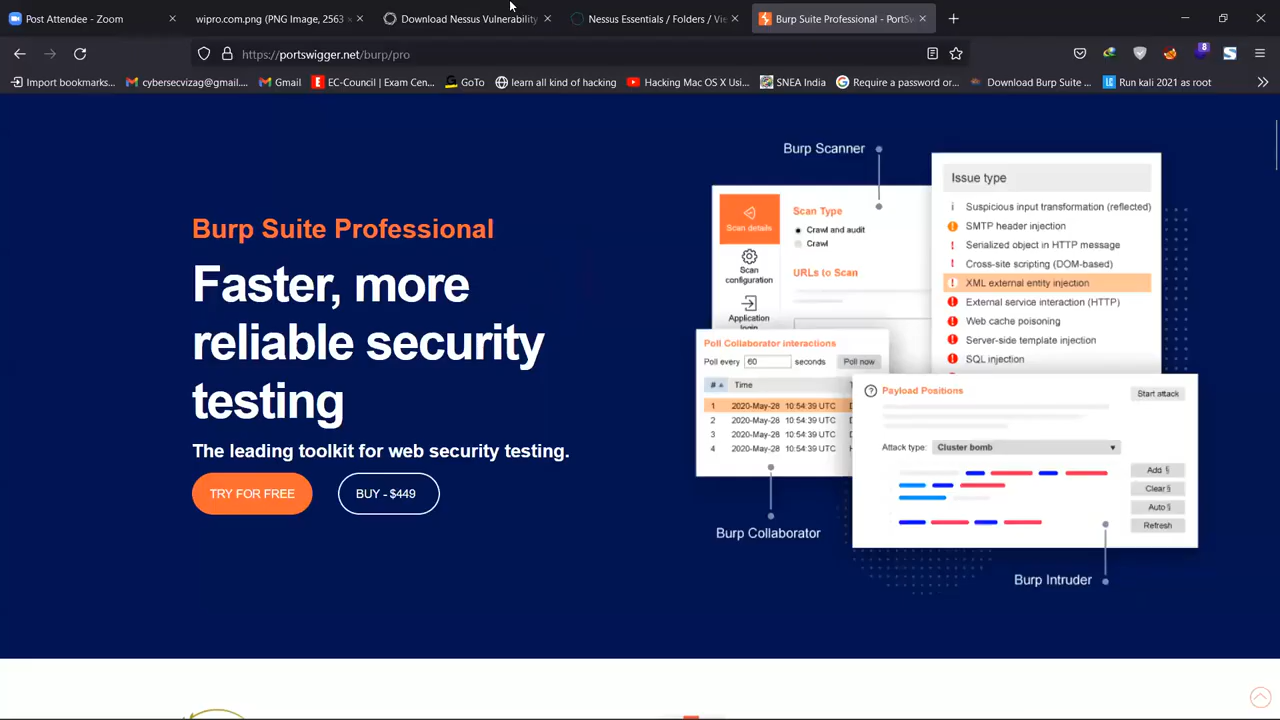 Post Attendee - Zoom
wipro.com.png (PNG Image, 2263
Download Nessus Vulnerability
Nessus Essentials / Folders / Vie
Burp Suite Professional - PortSw
https://portswigger.net/burp/pro
8
Import bookmarks...
cybersecvizag@gmail....
Gmail
EC-Council | Exam Cen...
GoTo
learn all kind of hacking
Hacking Mac OS X Usi...
SNEA India
Require a password or...
Download Burp Suite ...
Run kali 2021 as root
Burp Suite Professional
Faster, more
reliable security
testing
The leading toolkit for web security testing.
TRY FOR FREE
BUY - $449
Burp Scanner
Scan details
Scan
configuration
Application
login
Scan Type
Crawl and audit
Crawl
URLs to Scan
Issue type
Suspicious input transformation (reflected)
SMTP header injection
Serialized object in HTTP message
Cross-site scripting (DOM-based)
XML external entity injection
External service interaction (HTTP)
Web cache poisoning
Server-side template injection
SQL injection
Poll Collaborator interactions
Poll every 60 seconds Poll now
# Time
1 2020-May-28 10:54:39 UTC
2 2020-May-28 10:54:39 UTC
3 2020-May-28 10:54:39 UTC
4 2020-May-28 10:54:39 UTC
Burp Collaborator
Payload Positions
Start attack
Attack type: Cluster bomb
Add §
Clear §
Auto §
Refresh
Burp Intruder